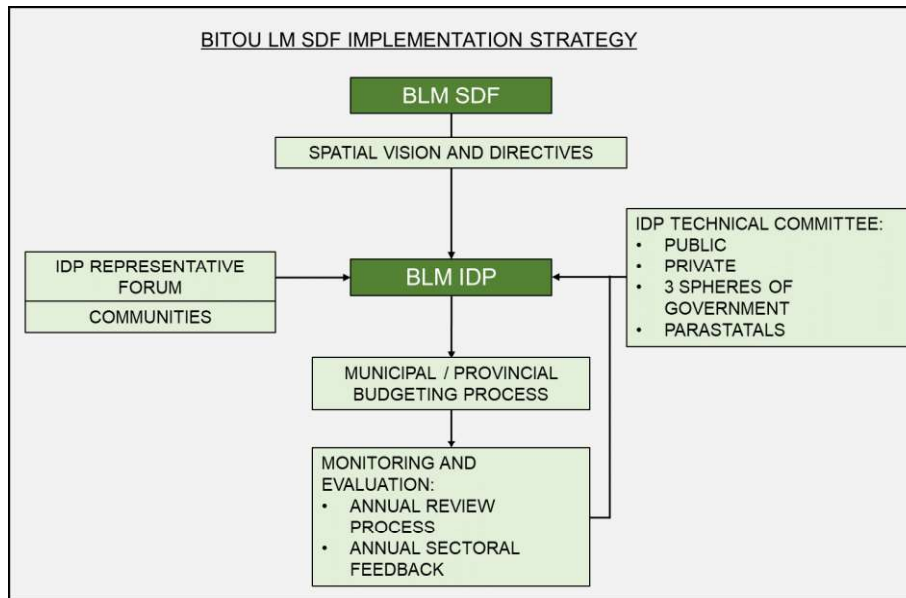 BITOU LM SDF IMPLEMENTATION STRATEGY
BLM SDF
SPATIAL VISION AND DIRECTIVES
IDP TECHNICAL COMMITTEE:
• PUBLIC
• PRIVATE
• 3 SPHERES OF
GOVERNMENT
• PARASTATALS
IDP REPRESENTATIVE
FORUM
COMMUNITIES
BLM IDP
MUNICIPAL / PROVINCIAL
BUDGETING PROCESS
MONITORING AND
EVALUATION:
• ANNUAL REVIEW
PROCESS
• ANNUAL SECTORAL
FEEDBACK